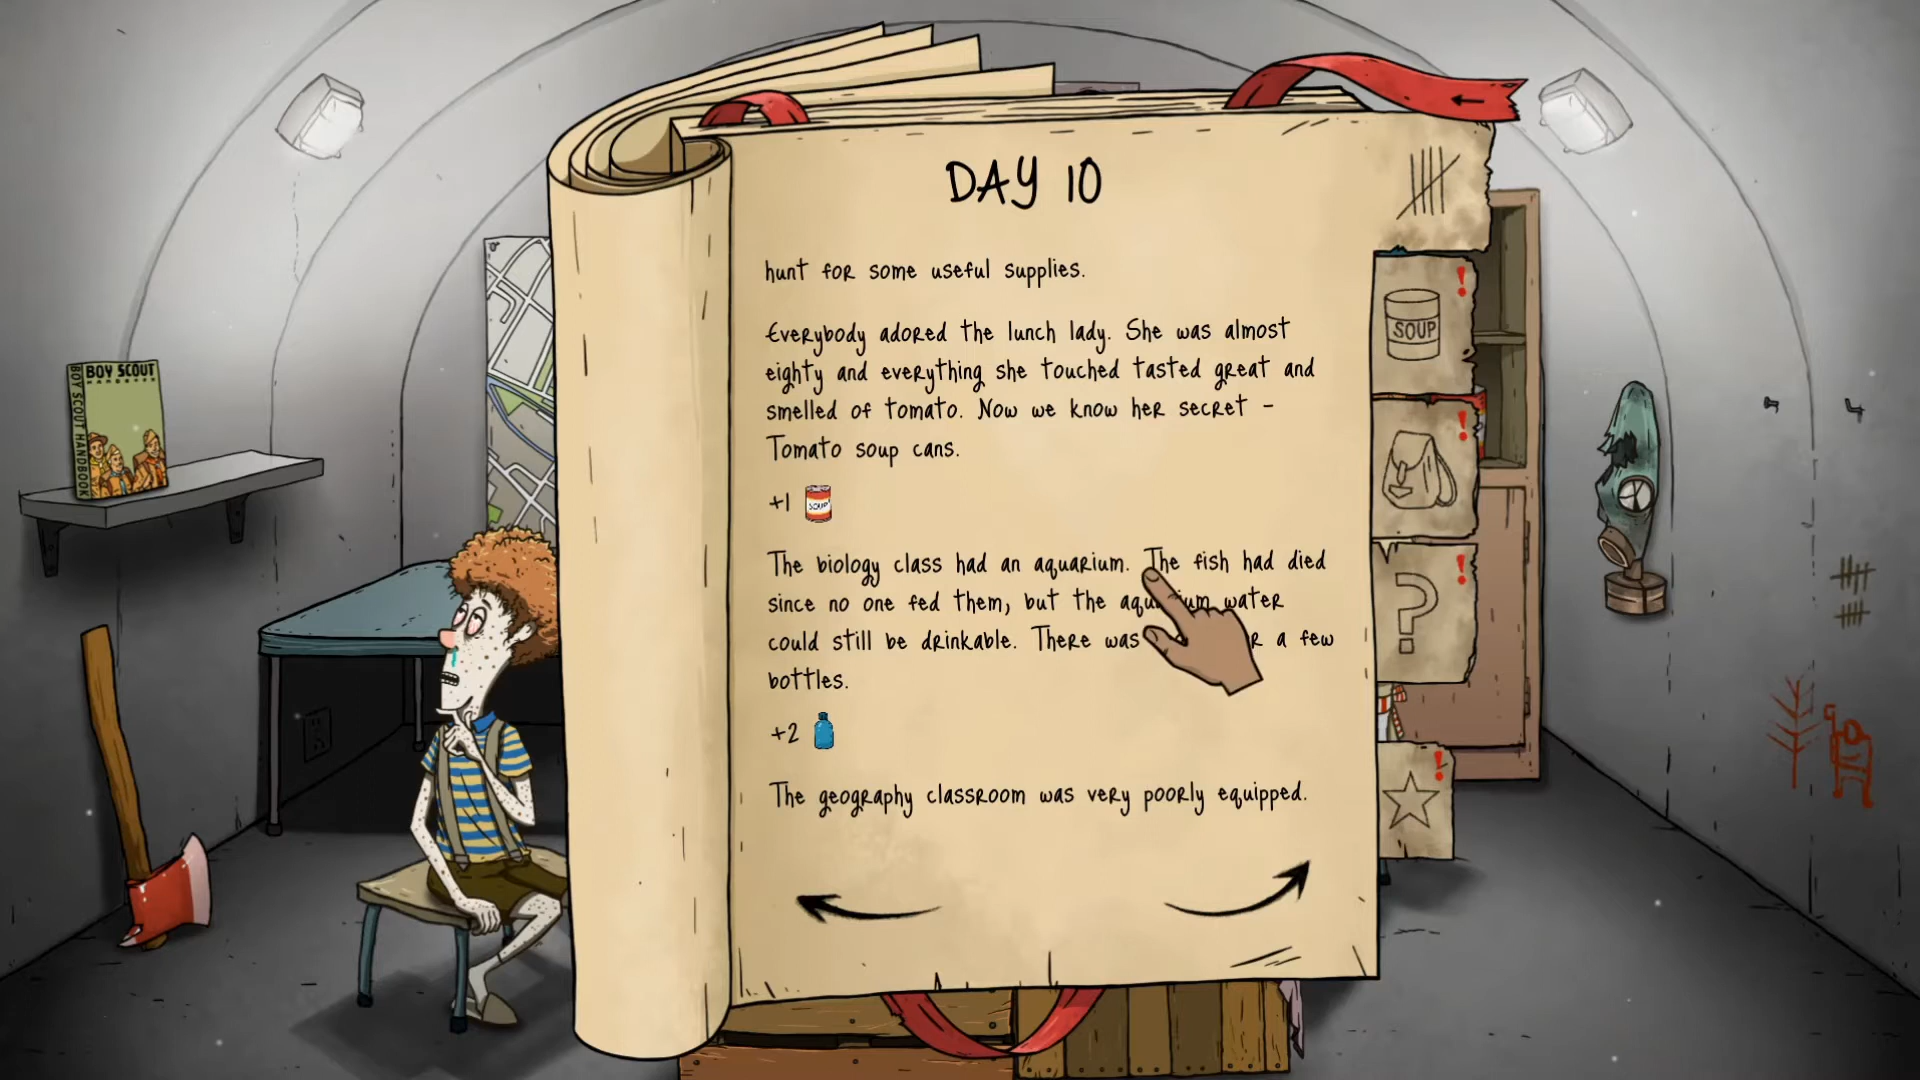 DAY 10
hunt for some useful supplies.
Everybody adored the lunch lady. She was almost
eighty and everything she touched tasted great and
smelled of tomato. Now we know her secret -
Tomato soup cans.
+1
SOUP
The biology class had an aquarium. The fish had died
since no one fed them, but the water
could still be drinkable. There was a few
bottles.
+2
The geography classroom was very poorly equipped.
!
SOUP
!
!
?
!
BOY SCOUT
HANDBOOK
BOY SCOUT HANDBOOK